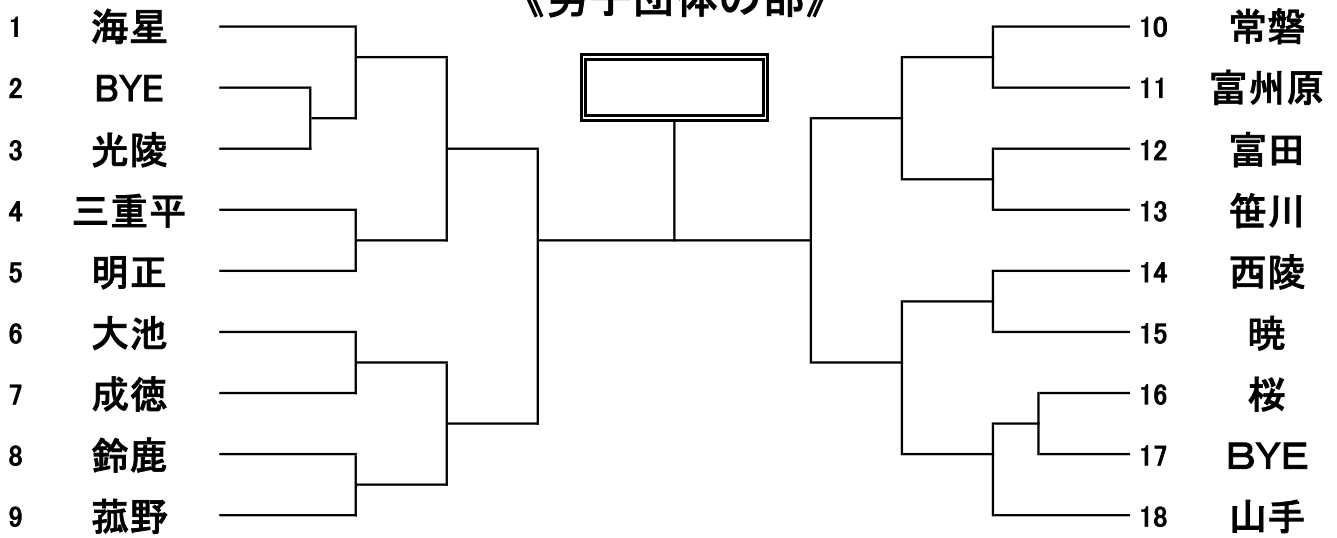 《男子団体の部》
1 海星
2 BYE
3 光陵
4 三重平
5 明正
6 大池
7 成徳
8 鈴鹿
9 菰野
10 常磐
11 富州原
12 富田
13 笹川
14 西陵
15 暁
16 桜
17 BYE
18 山手